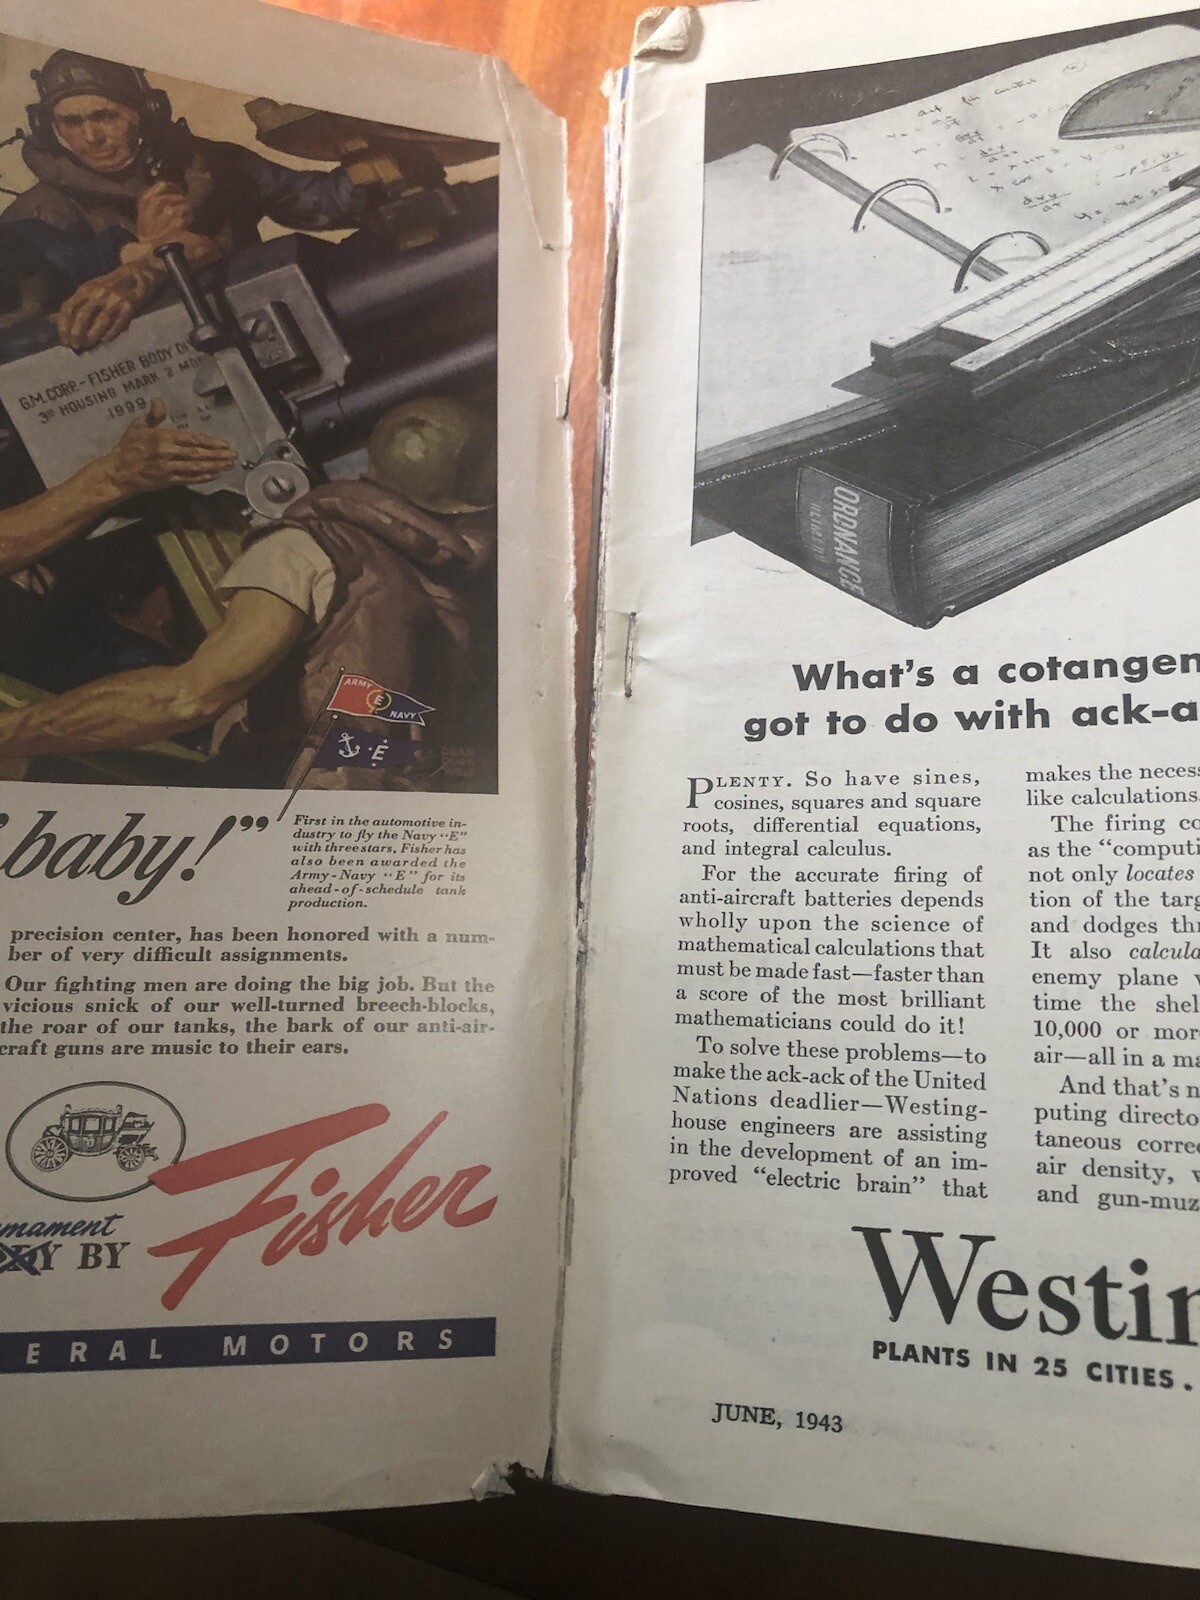 G.M. CORP. - FISHER BODY DI
3" HOUSING MARK 2 MO
1999
ARMY
E
NAVY
E
baby!”
First in the automotive in-
dustry to fly the Navy “E”
with three stars, Fisher has
also been awarded the
Army-Navy “E” for its
ahead-of-schedule tank
production.
precision center, has been honored with a num-
ber of very difficult assignments.
Our fighting men are doing the big job. But the
vicious snick of our well-turned breech-blocks,
the roar of our tanks, the bark of our anti-air-
craft guns are music to their ears.
mament
DY BY
Fisher
ERAL MOTORS
ORDNANCE
What's a cotangen
got to do with ack-a
PLENTY. So have sines,
cosines, squares and square
roots, differential equations,
and integral calculus.
For the accurate firing of
anti-aircraft batteries depends
wholly upon the science of
mathematical calculations that
must be made fast—faster than
a score of the most brilliant
mathematicians could do it!
To solve these problems—to
make the ack-ack of the United
Nations deadlier—Westing-
house engineers are assisting
in the development of an im-
proved “electric brain” that
makes the necess
like calculations.
The firing co
as the “computi
not only locates
tion of the targ
and dodges thr
It also calcula
enemy plane
time the shel
10,000 or mor
air—all in a ma
And that's n
puting directo
taneous correc
air density,
and gun-muz
Westin
PLANTS IN 25 CITIES .
JUNE, 1943